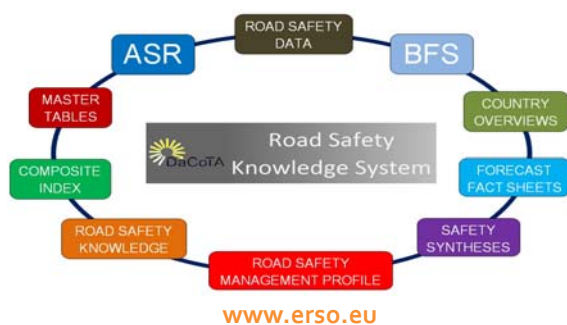 ROAD SAFETY
DATA
ASR
BFS
MASTER
TABLES
COUNTRY
OVERVIEWS
DaCoTA
Road Safety
Knowledge System
COMPOSITE
INDEX
FORECAST
FACT SHEETS
ROAD SAFETY
KNOWLEDGE
SAFETY
SYNTHESES
ROAD SAFETY
MANAGEMENT PROFILE
www.erso.eu